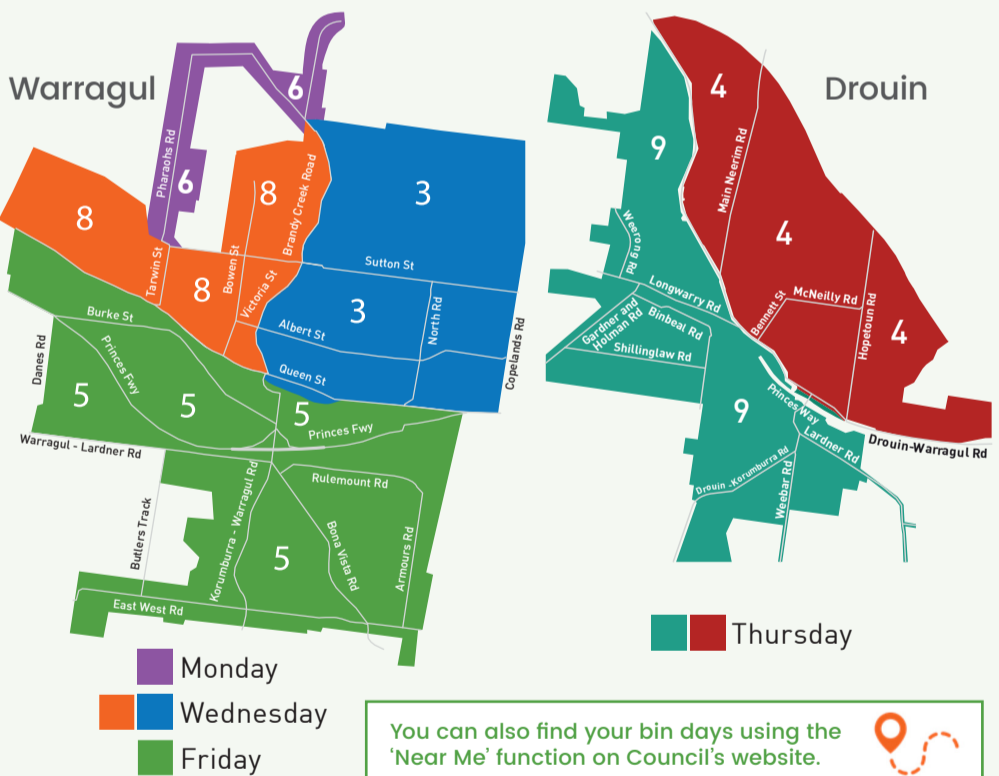 Warragul
6
Pharaohs Rd
6
8
8
Brandy Creek Road
3
Tarwin St
8
Bowen St
Victoria St
Sutton St
3
Albert St
North Rd
Copelands Rd
Queen St
Burke St
Danes Rd
Princes Fwy
5
5
5
Princes Fwy
Warragul - Lardner Rd
Rulemount Rd
Butlers Track
Korumburra - Warragul Rd
Bona Vista Rd
Armours Rd
5
East West Rd
Monday
Wednesday
Friday
Drouin
4
9
Main Neerim Rd
4
Weerong Rd
Longwarry Rd
McNeilly Rd
Bennett St
Hopetoun Rd
4
Gardner and
Holman Rd
Binbeal Rd
Shillinglaw Rd
9
Princes Way
Lardner Rd
Drouin-Warragul Rd
Drouin - Korumburra Rd
Weebar Rd
Thursday
You can also find your bin days using the
‘Near Me’ function on Council’s website.